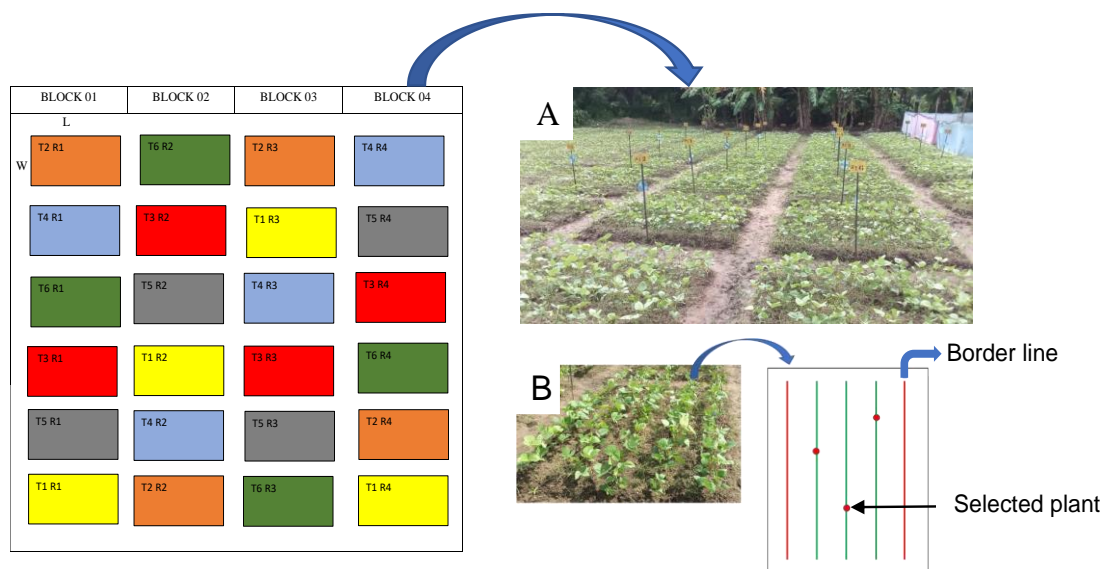 BLOCK 01 BLOCK 02 BLOCK 03 BLOCK 04
L
W
T2 R1 T6 R2 T2 R3 T4 R4
T4 R1 T3 R2 T1 R3 T5 R4
T6 R1 T5 R2 T4 R3 T3 R4
T3 R1 T1 R2 T3 R3 T6 R4
T5 R1 T4 R2 T5 R3 T2 R4
T1 R1 T2 R2 T6 R3 T1 R4
A
B
Border line
Selected plant